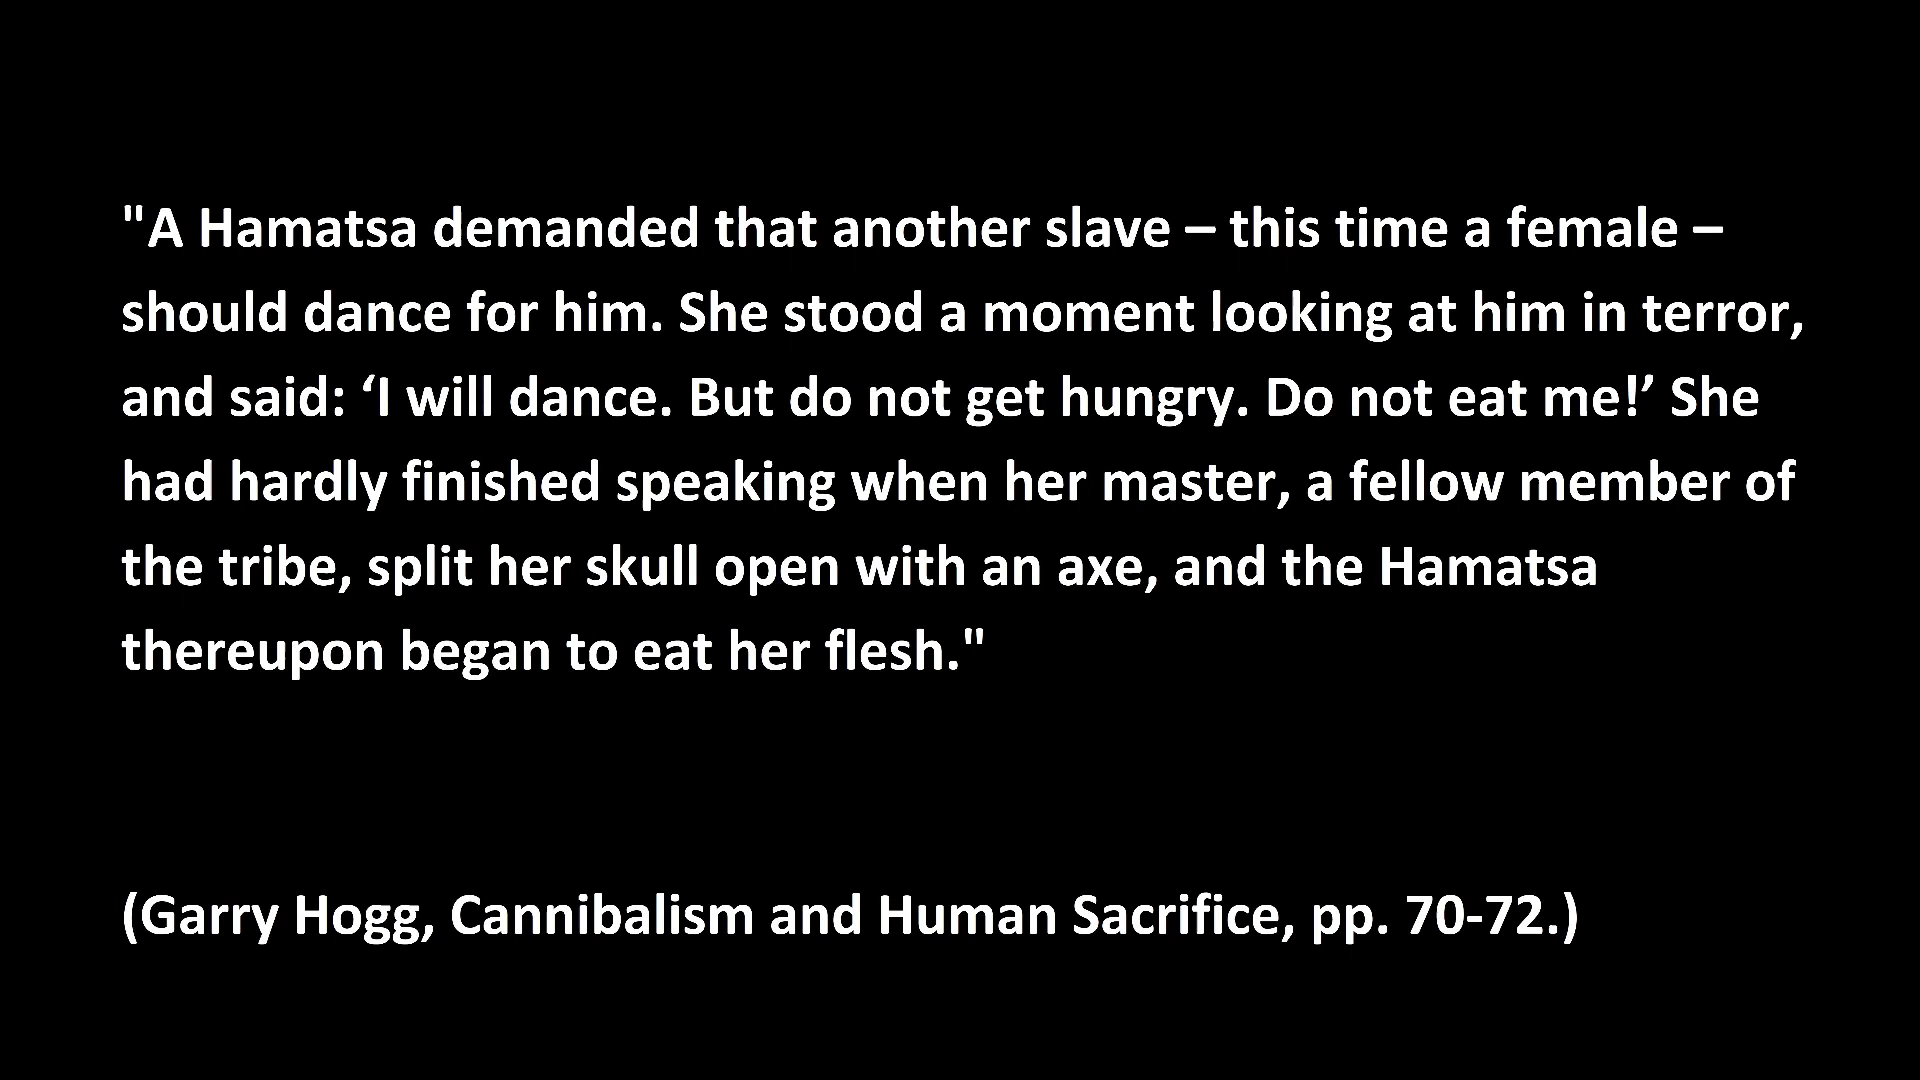 "A Hamatsa demanded that another slave – this time a female –
should dance for him. She stood a moment looking at him in terror,
and said: ‘I will dance. But do not get hungry. Do not eat me!’ She
had hardly finished speaking when her master, a fellow member of
the tribe, split her skull open with an axe, and the Hamatsa
thereupon began to eat her flesh."
(Garry Hogg, Cannibalism and Human Sacrifice, pp. 70-72.)